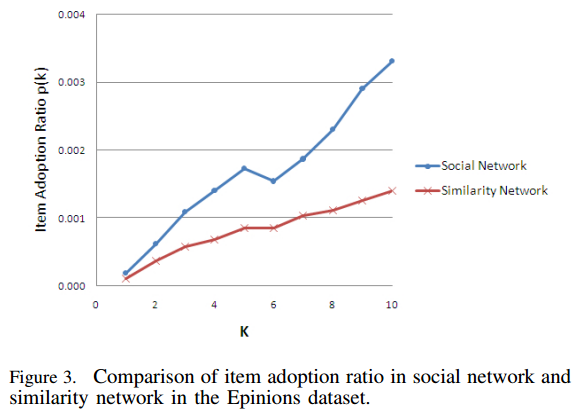 0.004
0.003
0.002
0.001
0.000
Item Adoption Ratio p(k)
0 2 4 6 8 10
K
Social Network
Similarity Network
Figure 3. Comparison of item adoption ratio in social network and
similarity network in the Epinions dataset.